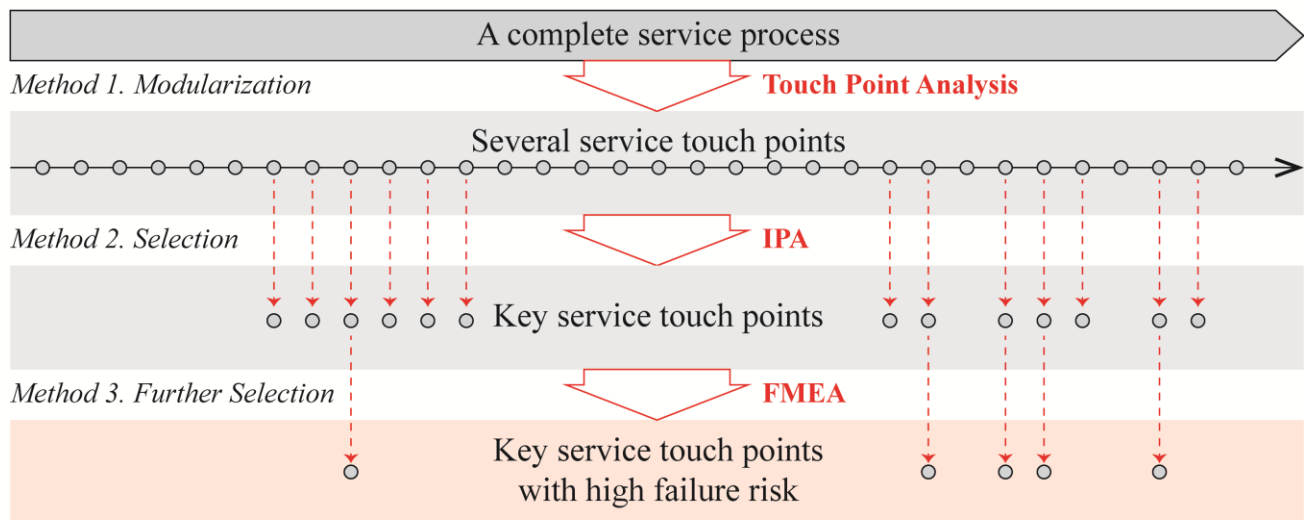 A complete service process
Method 1. Modularization
Touch Point Analysis
Several service touch points
Method 2. Selection
IPA
Key service touch points
Method 3. Further Selection
FMEA
Key service touch points
with high failure risk